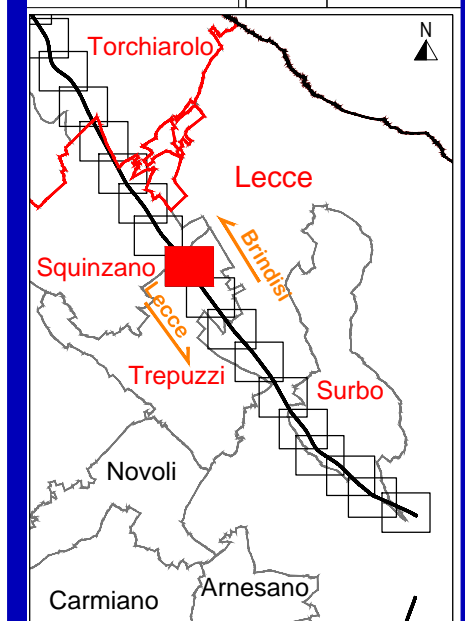 N
Torchiarolo
Lecce
Brindisi
Squinzano
Lecce
Trepuzzi
Surbo
Novoli
Arnesano
Carmiano